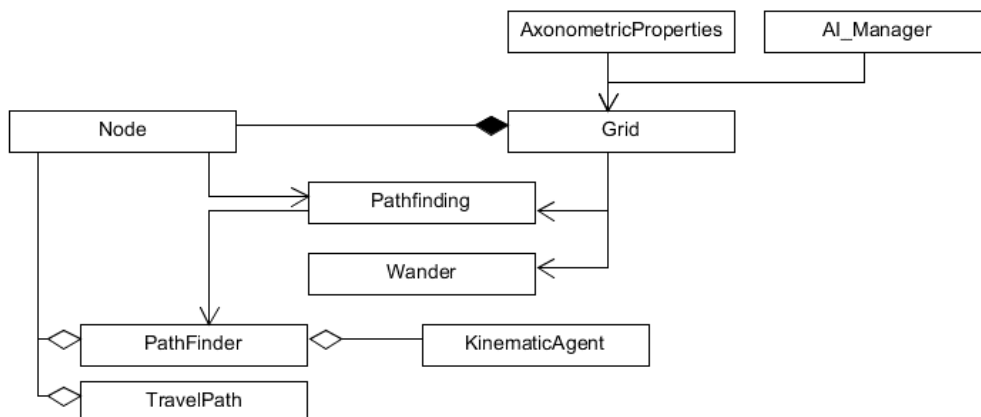 AxonometricProperties
AI_Manager
Node
Grid
Pathfinding
Wander
PathFinder
KinematicAgent
TravelPath